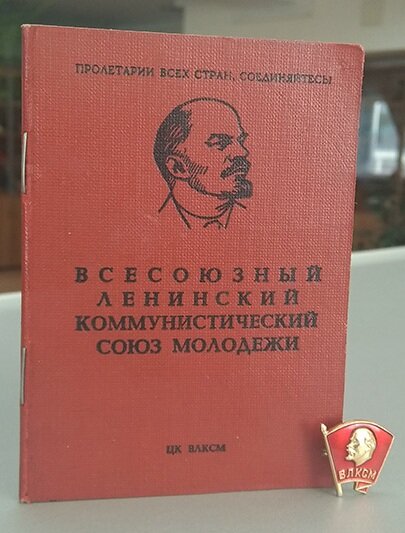 ПРОЛЕТАРИИ ВСЕХ СТРАН, СОЕДИНЯЙТЕСЬ!
ВСЕСОЮЗНЫЙ
ЛЕНИНСКИЙ
КОММУНИСТИЧЕСКИЙ
СОЮЗ МОЛОДЕЖИ
ЦК ВЛКСМ
ВЛКСМ